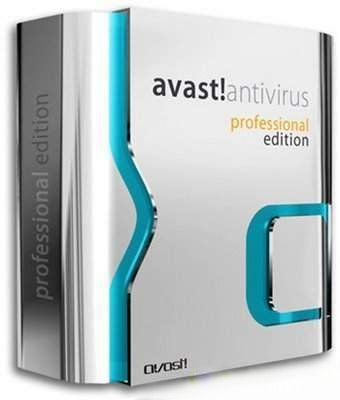 avast!antivirus
professional
edition
professional edition
avast!